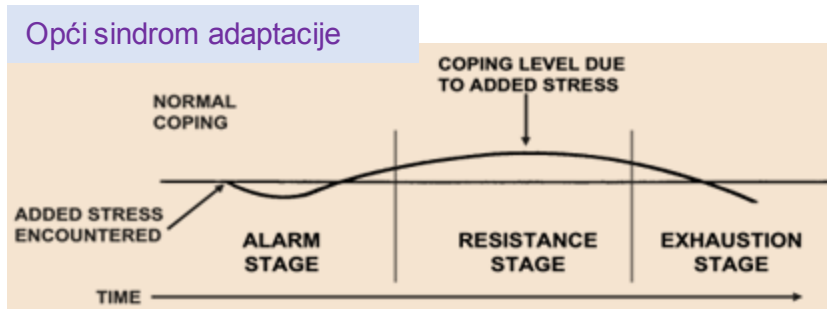 Opći sindrom adaptacije
COPING LEVEL DUE
TO ADDED STRESS
NORMAL
COPING
ADDED STRESS
ENCOUNTERED
ALARM
STAGE
RESISTANCE
STAGE
EXHAUSTION
STAGE
TIME